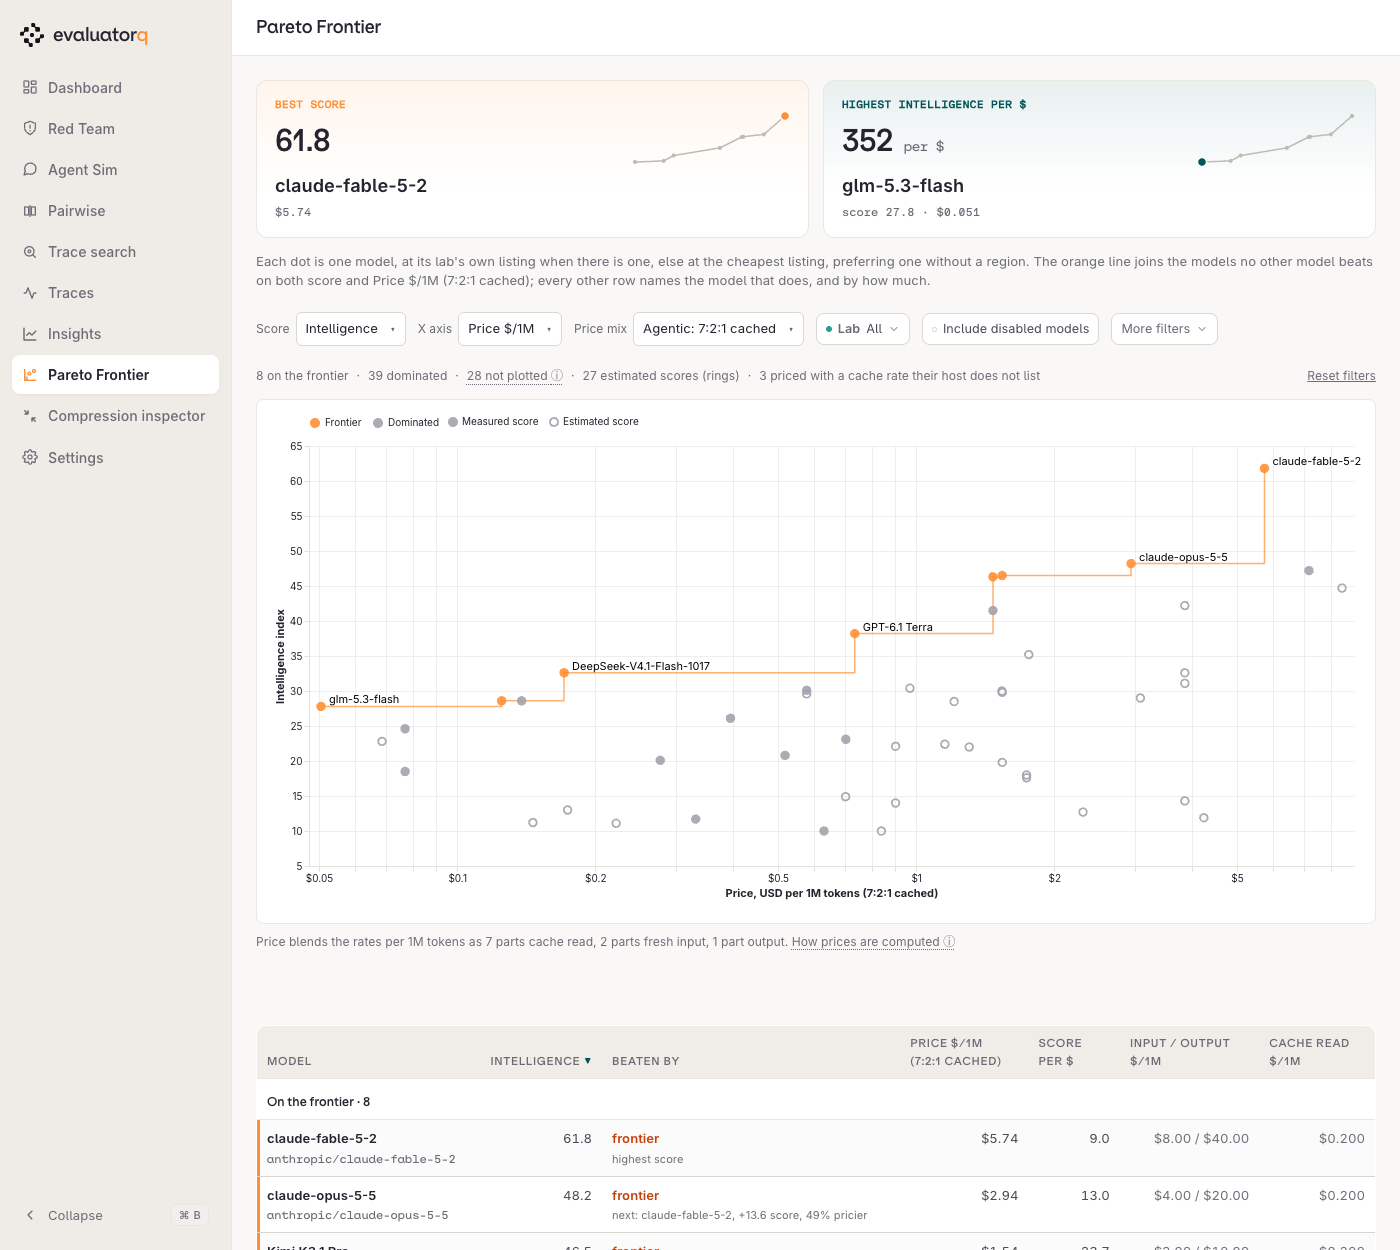 evaluatorq
Dashboard
Red Team
Agent Sim
Pairwise
Trace search
Traces
Insights
Pareto Frontier
Compression inspector
Settings
Collapse
⌘ B
Pareto Frontier
BEST SCORE
61.8
claude-fable-5-2
$5.74
HIGHEST INTELLIGENCE PER $
352 per $
glm-5.3-flash
score 27.8 · $0.051
Each dot is one model, at its lab's own listing when there is one, else at the cheapest listing, preferring one without a region. The orange line joins the models no other model beats
on both score and Price $/1M (7:2:1 cached); every other row names the model that does, and by how much.
Score Intelligence X axis Price $/1M Price mix Agentic: 7:2:1 cached Lab All Include disabled models More filters
8 on the frontier · 39 dominated · 28 not plotted ⓘ · 27 estimated scores (rings) · 3 priced with a cache rate their host does not list Reset filters
Frontier Dominated Measured score Estimated score
65
60
55
50
45
40
35
30
25
20
15
10
5
Intelligence index
claude-fable-5-2
claude-opus-5-5
GPT-6.1 Terra
DeepSeek-V4.1-Flash-1017
glm-5.3-flash
$0.05 $0.1 $0.2 $0.5 $1 $2 $5
Price, USD per 1M tokens (7:2:1 cached)
Price blends the rates per 1M tokens as 7 parts cache read, 2 parts fresh input, 1 part output. How prices are computed ⓘ
MODEL INTELLIGENCE ▼ BEATEN BY PRICE $/1M (7:2:1 CACHED) SCORE PER $ INPUT / OUTPUT $/1M CACHE READ $/1M
On the frontier · 8
claude-fable-5-2 61.8 frontier $5.74 9.0 $8.00 / $40.00 $0.200
anthropic/claude-fable-5-2 highest score
claude-opus-5-5 48.2 frontier $2.94 13.0 $4.00 / $20.00 $0.200
anthropic/claude-opus-5-5 next: claude-fable-5-2, +13.6 score, 49% pricier